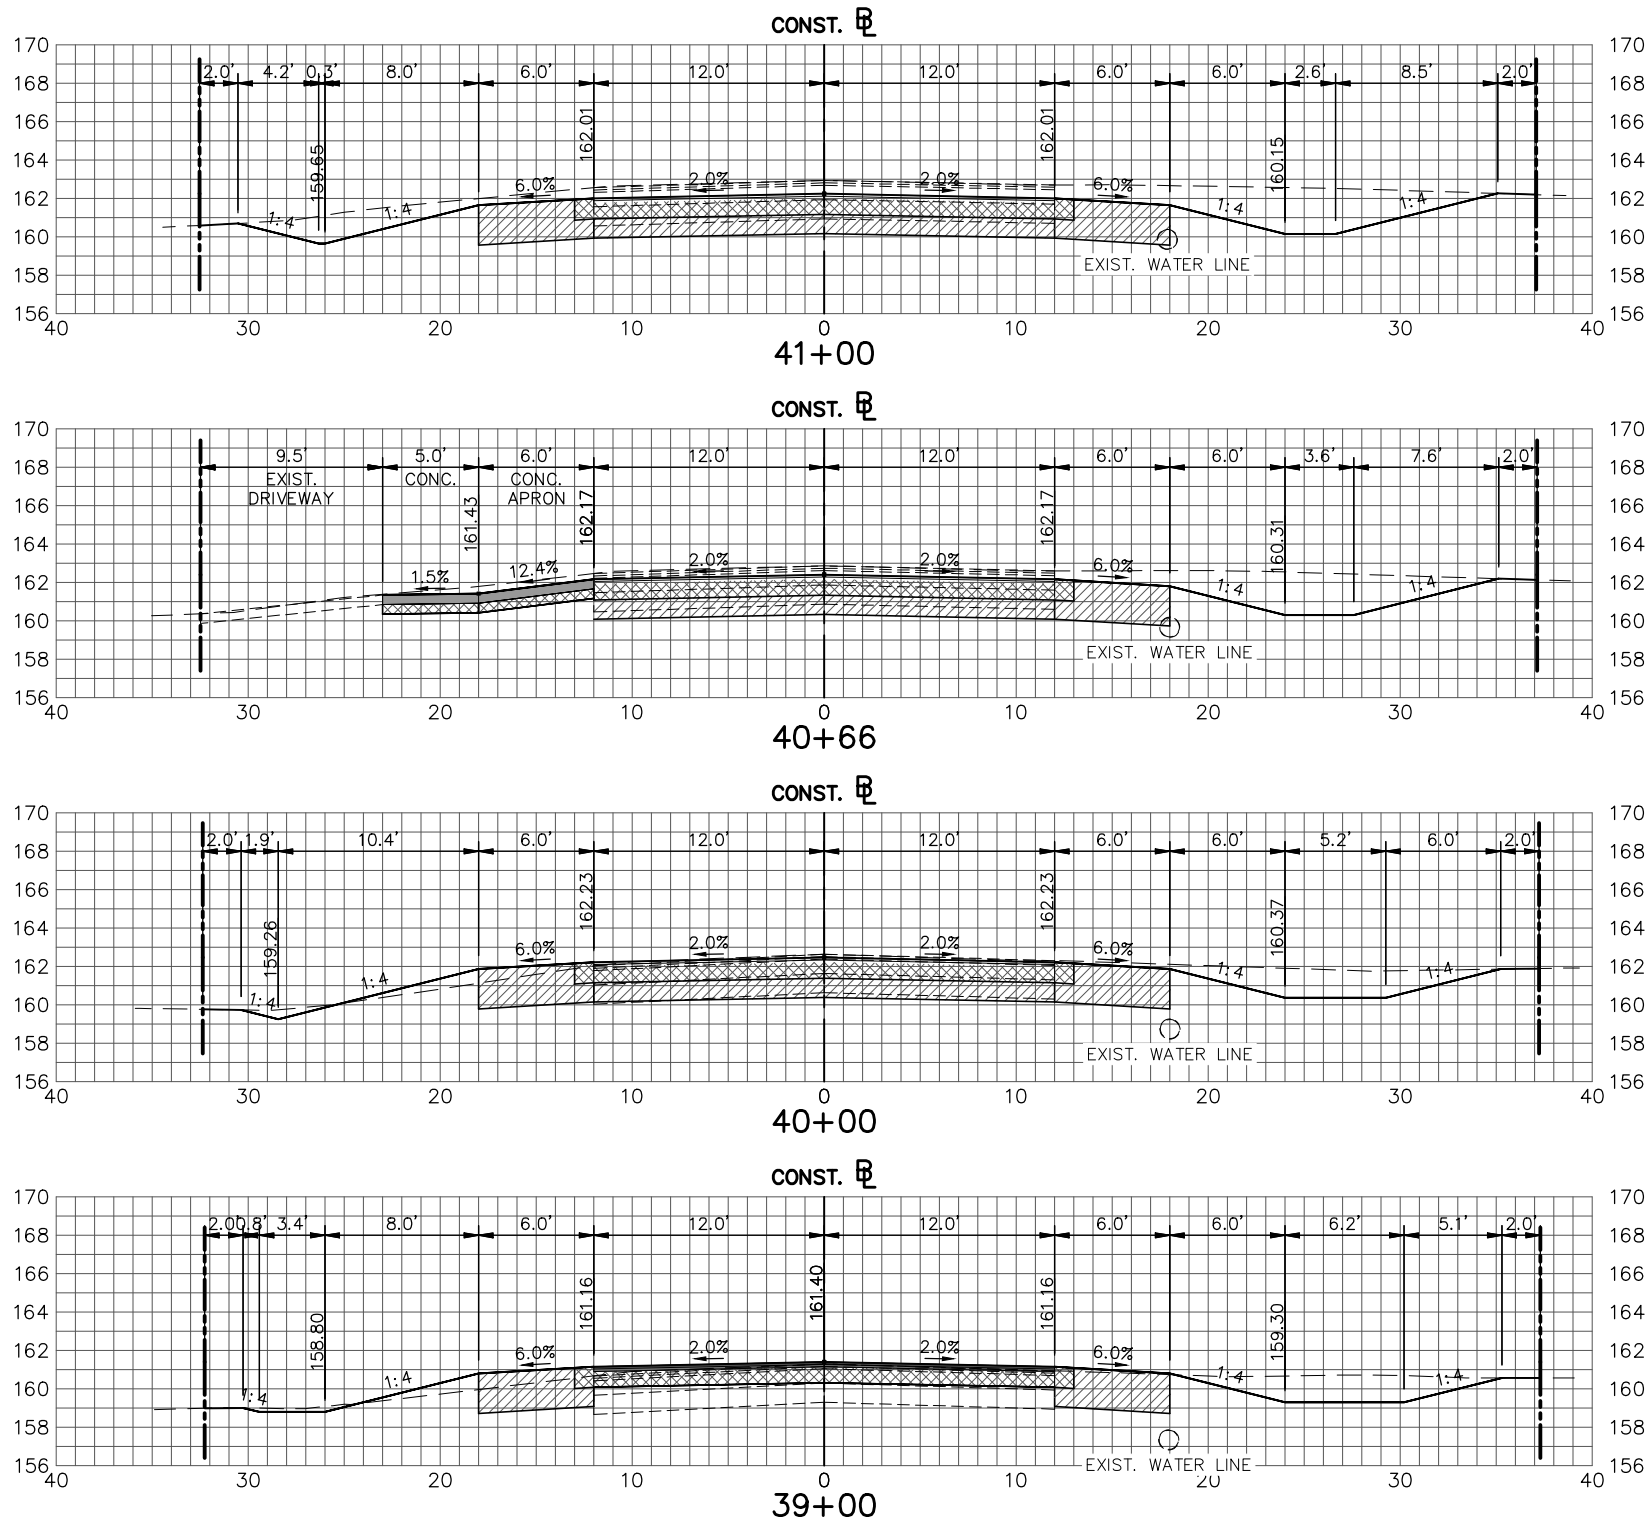 CONST. BL
170 170
2.0' 4.2' 0.3' 8.0' 6.0' 12.0' 12.0' 6.0' 6.0' 2.6' 8.5' 2.0'
168 168
166 166
159.65 162.01 162.01 160.15
164 164
6.0% 2.0% 2.0% 6.0%
162 162
1:4 1:4 1:4 1:4
160 160
EXIST. WATER LINE
158 158
156 156
40 30 20 10 0 10 20 30 40
41+00
CONST. BL
170 170
9.5' 5.0' 6.0' 12.0' 12.0' 6.0' 6.0' 3.6' 7.6' 2.0'
168 168
EXIST. DRIVEWAY
CONC.
CONC. APRON
166 166
161.43 162.17 162.17 160.31
164 164
1.5% 12.4% 2.0% 2.0% 6.0%
162 162
1:4 1:4
160 160
EXIST. WATER LINE
158 158
156 156
40 30 20 10 0 10 20 30 40
40+66
CONST. BL
170 170
2.0' 1.9' 10.4' 6.0' 12.0' 12.0' 6.0' 6.0' 5.2' 6.0' 2.0'
168 168
166 166
159.26 162.23 162.23 160.37
164 164
6.0% 2.0% 2.0% 6.0%
162 162
1:4 1:4 1:4 1:4
160 160
EXIST. WATER LINE
158 158
156 156
40 30 20 10 0 10 20 30 40
40+00
CONST. BL
170 170
2.0' 0.8' 3.4' 8.0' 6.0' 12.0' 12.0' 6.0' 6.0' 6.2' 5.1' 2.0'
168 168
166 166
158.80 161.16 161.40 161.16 159.30
164 164
162 162
6.0% 2.0% 2.0% 6.0%
1:4 1:4 1:4 1:4
160 160
158 158
EXIST. WATER LINE
156 156
40 30 20 10 0 10 20 30 40
39+00